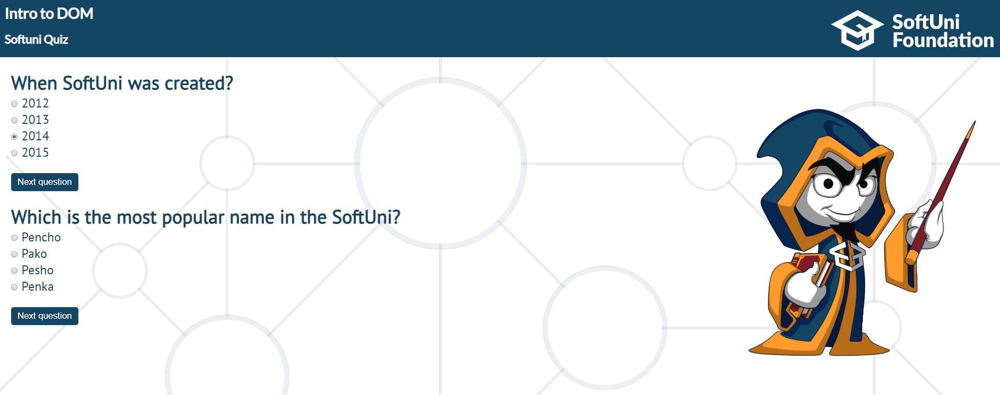 Intro to DOM
Softuni Quiz
SoftUni
Foundation
When SoftUni was created?
2012
2013
2014
2015
Next question
Which is the most popular name in the SoftUni?
Pencho
Pako
Pesho
Penka
Next question